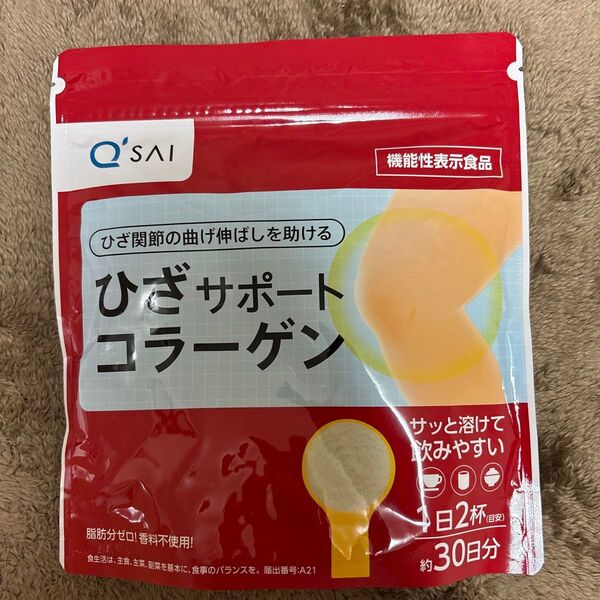 Q'SAI
機能性表示食品
ひざ関節の曲げ伸ばしを助ける
ひざサポート
コラーゲン
サッと溶けて
飲みやすい
1日2杯(目安)
約30日分
脂肪分ゼロ!香料不使用!
食生活は、主食、主菜、副菜を基本に、食事のバランスを。届出番号:A21